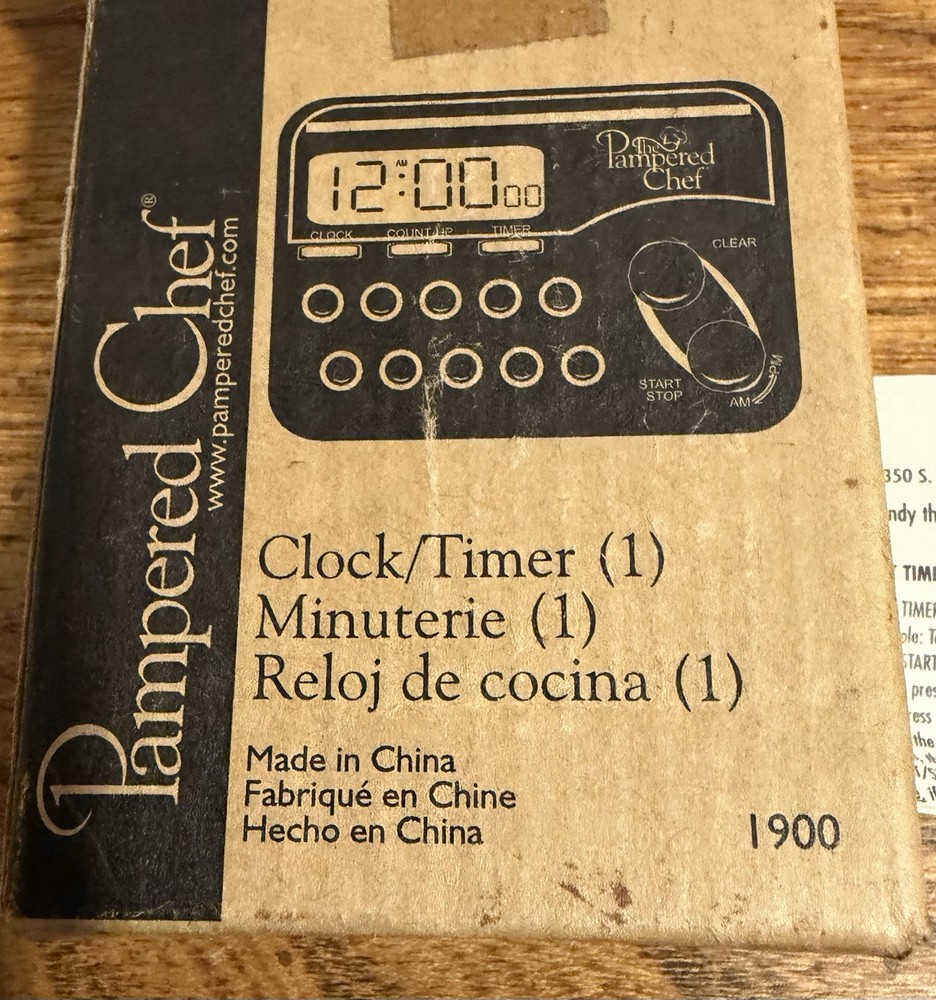 Pampered Chef®
www.pamperedchef.com
12:00 00
AM
The Pampered Chef
CLOCK COUNT-UP TIMER
CLEAR
START
STOP
AM
PM
Clock/Timer (1)
Minuterie (1)
Reloj de cocina (1)
Made in China
Fabriqué en Chine
Hecho en China
1900
350 S.
TIMER